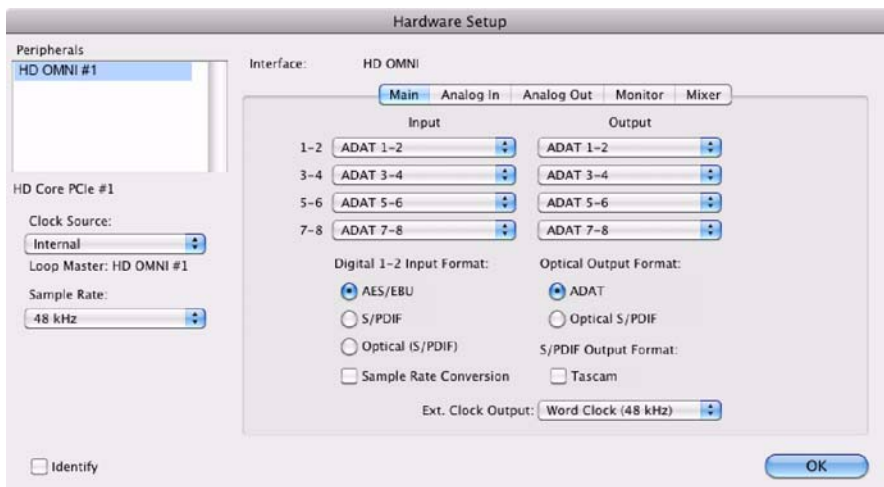 Hardware Setup
Peripherals
HD OMNI #1
HD Core PCIe #1
Clock Source:
Internal
Loop Master: HD OMNI #1
Sample Rate:
48 kHz
Identify
Interface: HD OMNI
Main Analog In Analog Out Monitor Mixer
Input Output
1-2 ADAT 1-2 ADAT 1-2
3-4 ADAT 3-4 ADAT 3-4
5-6 ADAT 5-6 ADAT 5-6
7-8 ADAT 7-8 ADAT 7-8
Digital 1-2 Input Format: Optical Output Format:
AES/EBU ADAT
S/PDIF Optical S/PDIF
Optical (S/PDIF) S/PDIF Output Format:
Sample Rate Conversion Tascam
Ext. Clock Output: Word Clock (48 kHz)
OK